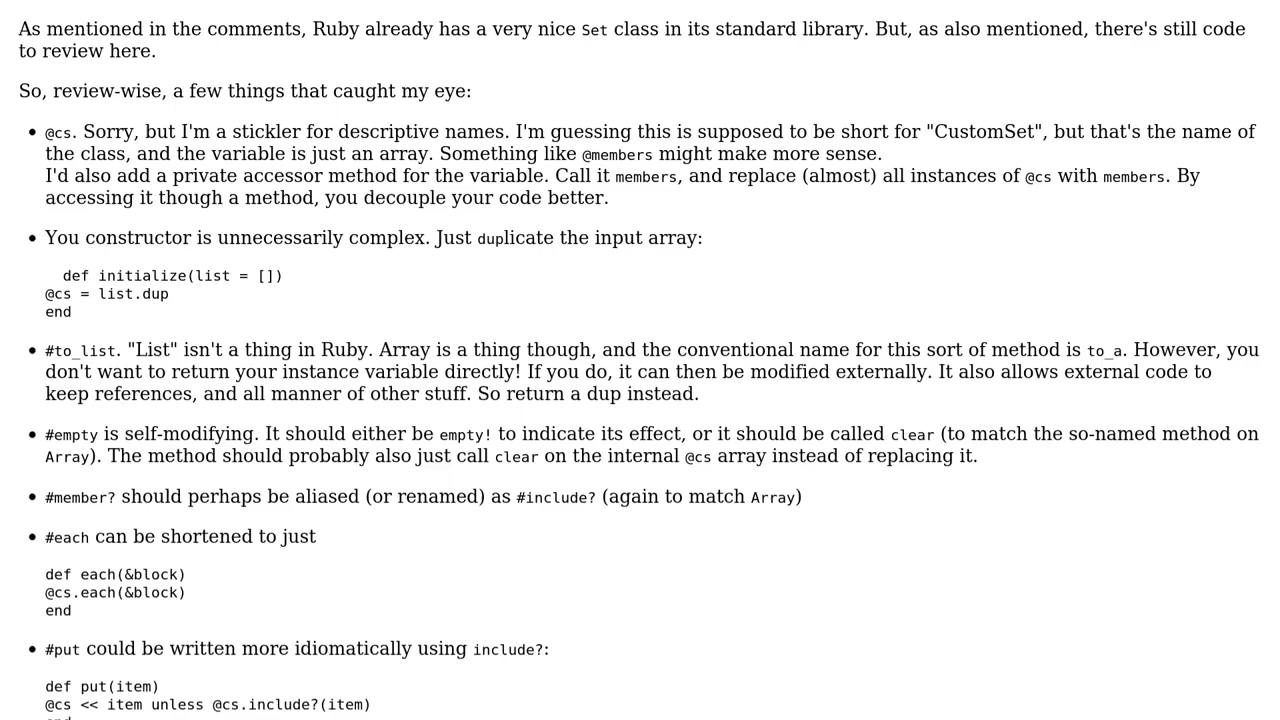 As mentioned in the comments, Ruby already has a very nice Set class in its standard library. But, as also mentioned, there's still code
to review here.
So, review-wise, a few things that caught my eye:
• @cs. Sorry, but I'm a stickler for descriptive names. I'm guessing this is supposed to be short for "CustomSet", but that's the name of
the class, and the variable is just an array. Something like @members might make more sense.
I'd also add a private accessor method for the variable. Call it members, and replace (almost) all instances of @cs with members. By
accessing it though a method, you decouple your code better.
• You constructor is unnecessarily complex. Just duplicate the input array:
def initialize(list = [])
@cs = list.dup
end
• #to_list. "List" isn't a thing in Ruby. Array is a thing though, and the conventional name for this sort of method is to_a. However, you
don't want to return your instance variable directly! If you do, it can then be modified externally. It also allows external code to
keep references, and all manner of other stuff. So return a dup instead.
• #empty is self-modifying. It should either be empty! to indicate its effect, or it should be called clear (to match the so-named method on
Array). The method should probably also just call clear on the internal @cs array instead of replacing it.
• #member? should perhaps be aliased (or renamed) as #include? (again to match Array)
• #each can be shortened to just
def each(&block)
@cs.each(&block)
end
• #put could be written more idiomatically using include?:
def put(item)
@cs << item unless @cs.include?(item)